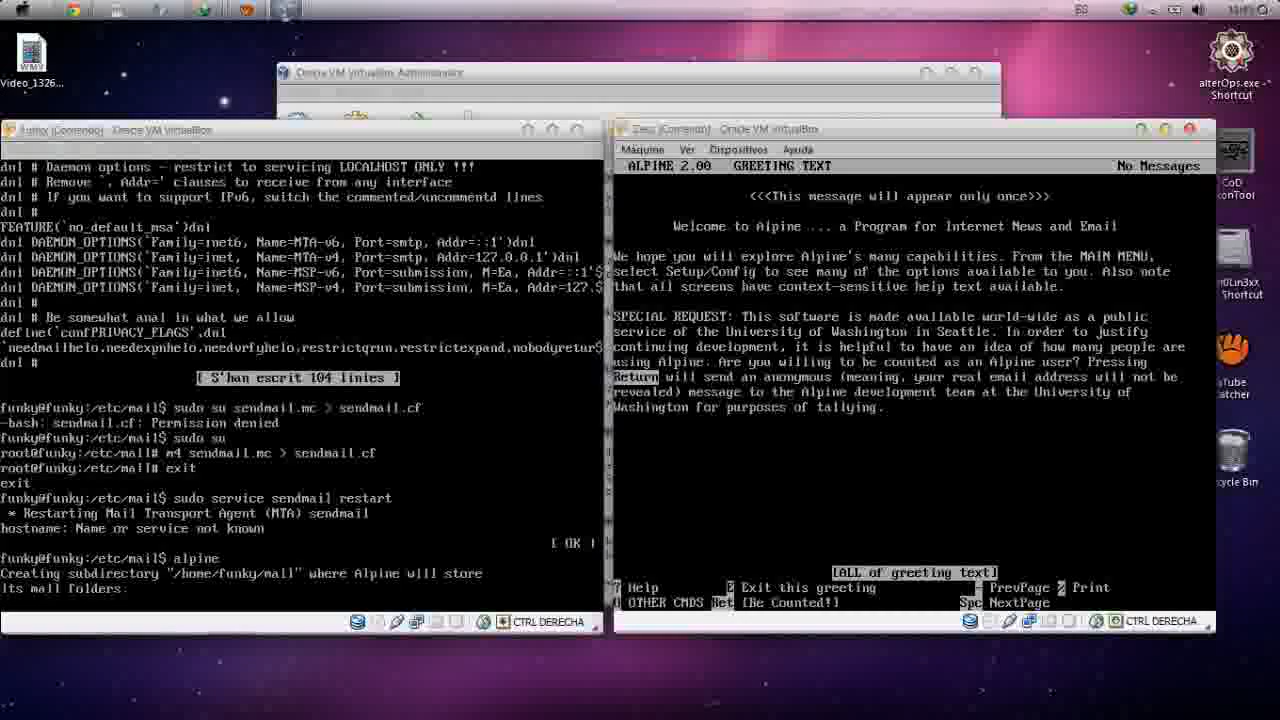 ES
WMV
Video_1326...
alterOps.exe -
Shortcut
Oracle VM VirtualBox Administrador
Funky [Corriendo] - Oracle VM VirtualBox
dnl # Daemon options - restrict to servicing LOCALHOST ONLY !!!
dnl # Remove `, Addr=' clauses to receive from any interface
dnl # If you want to support IPv6, switch the commented/uncommentd lines
dnl #
FEATURE(`no_default_msa')dnl
dnl DAEMON_OPTIONS(`Family=inet6, Name=MTA-v6, Port=smtp, Addr=::1')dnl
dnl DAEMON_OPTIONS(`Family=inet, Name=MTA-v4, Port=smtp, Addr=127.0.0.1')dnl
dnl DAEMON_OPTIONS(`Family=inet6, Name=MSP-v6, Port=submission, M=Ea, Addr=::1'$
dnl DAEMON_OPTIONS(`Family=inet, Name=MSP-v4, Port=submission, M=Ea, Addr=127.$
dnl #
dnl # Be somewhat anal in what we allow
define(`confPRIVACY_FLAGS',dnl
`needmailhelo,needexpnhelo,needvrfyhelo,restrictqrun,restrictexpand,nobodyretur$
dnl #
[ S'han escrit 104 línies ]
funky@funky:/etc/mail$ sudo su sendmail.mc > sendmail.cf
-bash: sendmail.cf: Permission denied
funky@funky:/etc/mail$ sudo su
root@funky:/etc/mail# m4 sendmail.mc > sendmail.cf
root@funky:/etc/mail# exit
exit
funky@funky:/etc/mail$ sudo service sendmail restart
* Restarting Mail Transport Agent (MTA) sendmail
hostname: Name or service not known
[ OK ]
funky@funky:/etc/mail$ alpine
Creating subdirectory "/home/funky/mail" where Alpine will store
its mail folders:
CTRL DERECHA
[Corriendo] - Oracle VM VirtualBox
Máquina Ver Dispositivos Ayuda
ALPINE 2.00 GREETING TEXT No Messages
<<<This message will appear only once>>>
Welcome to Alpine ... a Program for Internet News and Email
We hope you will explore Alpine's many capabilities. From the MAIN MENU,
select Setup/Config to see many of the options available to you. Also note
that all screens have context-sensitive help text available.
SPECIAL REQUEST: This software is made available world-wide as a public
service of the University of Washington in Seattle. In order to justify
continuing development, it is helpful to have an idea of how many people are
using Alpine. Are you willing to be counted as an Alpine user? Pressing
Return will send an anonymous (meaning, your real email address will not be
revealed) message to the Alpine development team at the University of
Washington for purposes of tallying.
[ALL of greeting text]
? Help E Exit this greeting - PrevPage % Print
OTHER CMDS Ret [Be Counted!] Spc NextPage
CTRL DERECHA
CoD
konTool
Shortcut
uTube
atcher
cycle Bin